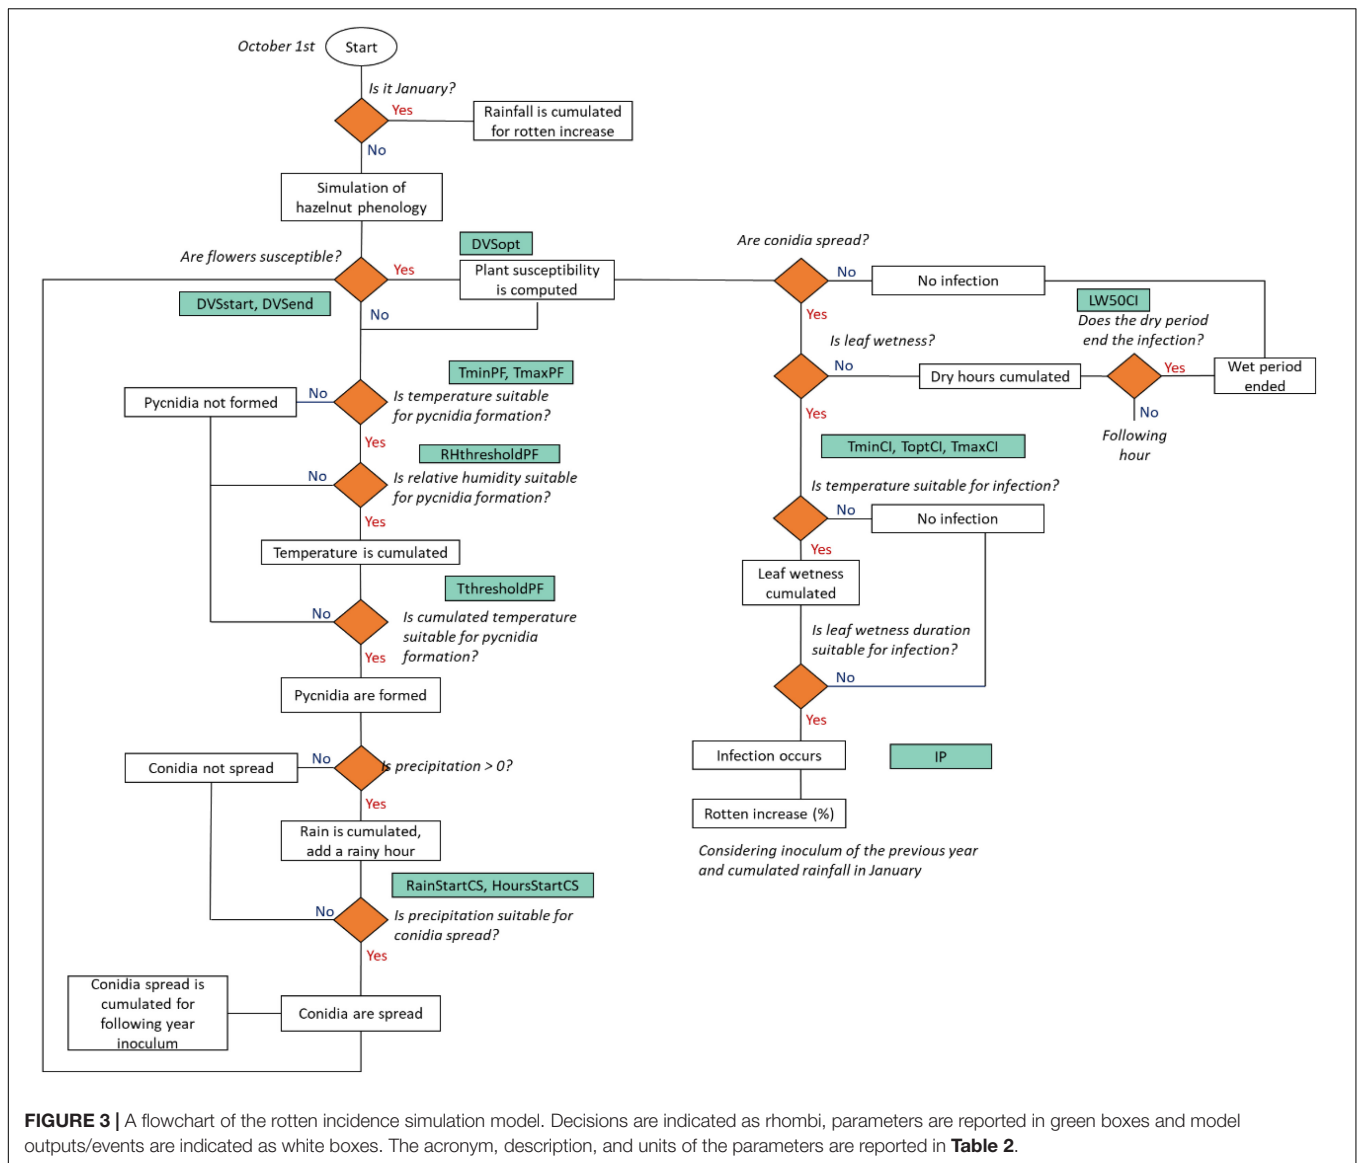 October 1st
Start
Is it January?
Yes
Rainfall is cumulated
for rotten increase
No
Simulation of
hazelnut phenology
Are flowers susceptible?
DVSopt
Yes
Plant susceptibility
is computed
DVSstart, DVSend
No
TminPF, TmaxPF
Is temperature suitable
for pycnidia formation?
No
Pycnidia not formed
Yes
RHthresholdPF
Is relative humidity suitable
for pycnidia formation?
No
Yes
Temperature is cumulated
TthresholdPF
No
Is cumulated temperature
suitable for pycnidia
formation?
Yes
Pycnidia are formed
No
Conidia not spread
Is precipitation > 0?
Yes
Rain is cumulated,
add a rainy hour
RainStartCS, HoursStartCS
No
Is precipitation suitable for
conidia spread?
Yes
Conidia spread is
cumulated for
following year
inoculum
Conidia are spread
Are conidia spread?
No
No infection
Yes
LW50CI
Does the dry period
end the infection?
Is leaf wetness?
No
Dry hours cumulated
Yes
Wet period
ended
No
Following
hour
Yes
TminCI, ToptCI, TmaxCI
Is temperature suitable for infection?
No
No infection
Yes
Leaf wetness
cumulated
Is leaf wetness duration
suitable for infection?
No
Yes
Infection occurs
IP
Rotten increase (%)
Considering inoculum of the previous year
and cumulated rainfall in January
FIGURE 3 | A flowchart of the rotten incidence simulation model. Decisions are indicated as rhombi, parameters are reported in green boxes and model
outputs/events are indicated as white boxes. The acronym, description, and units of the parameters are reported in Table 2.